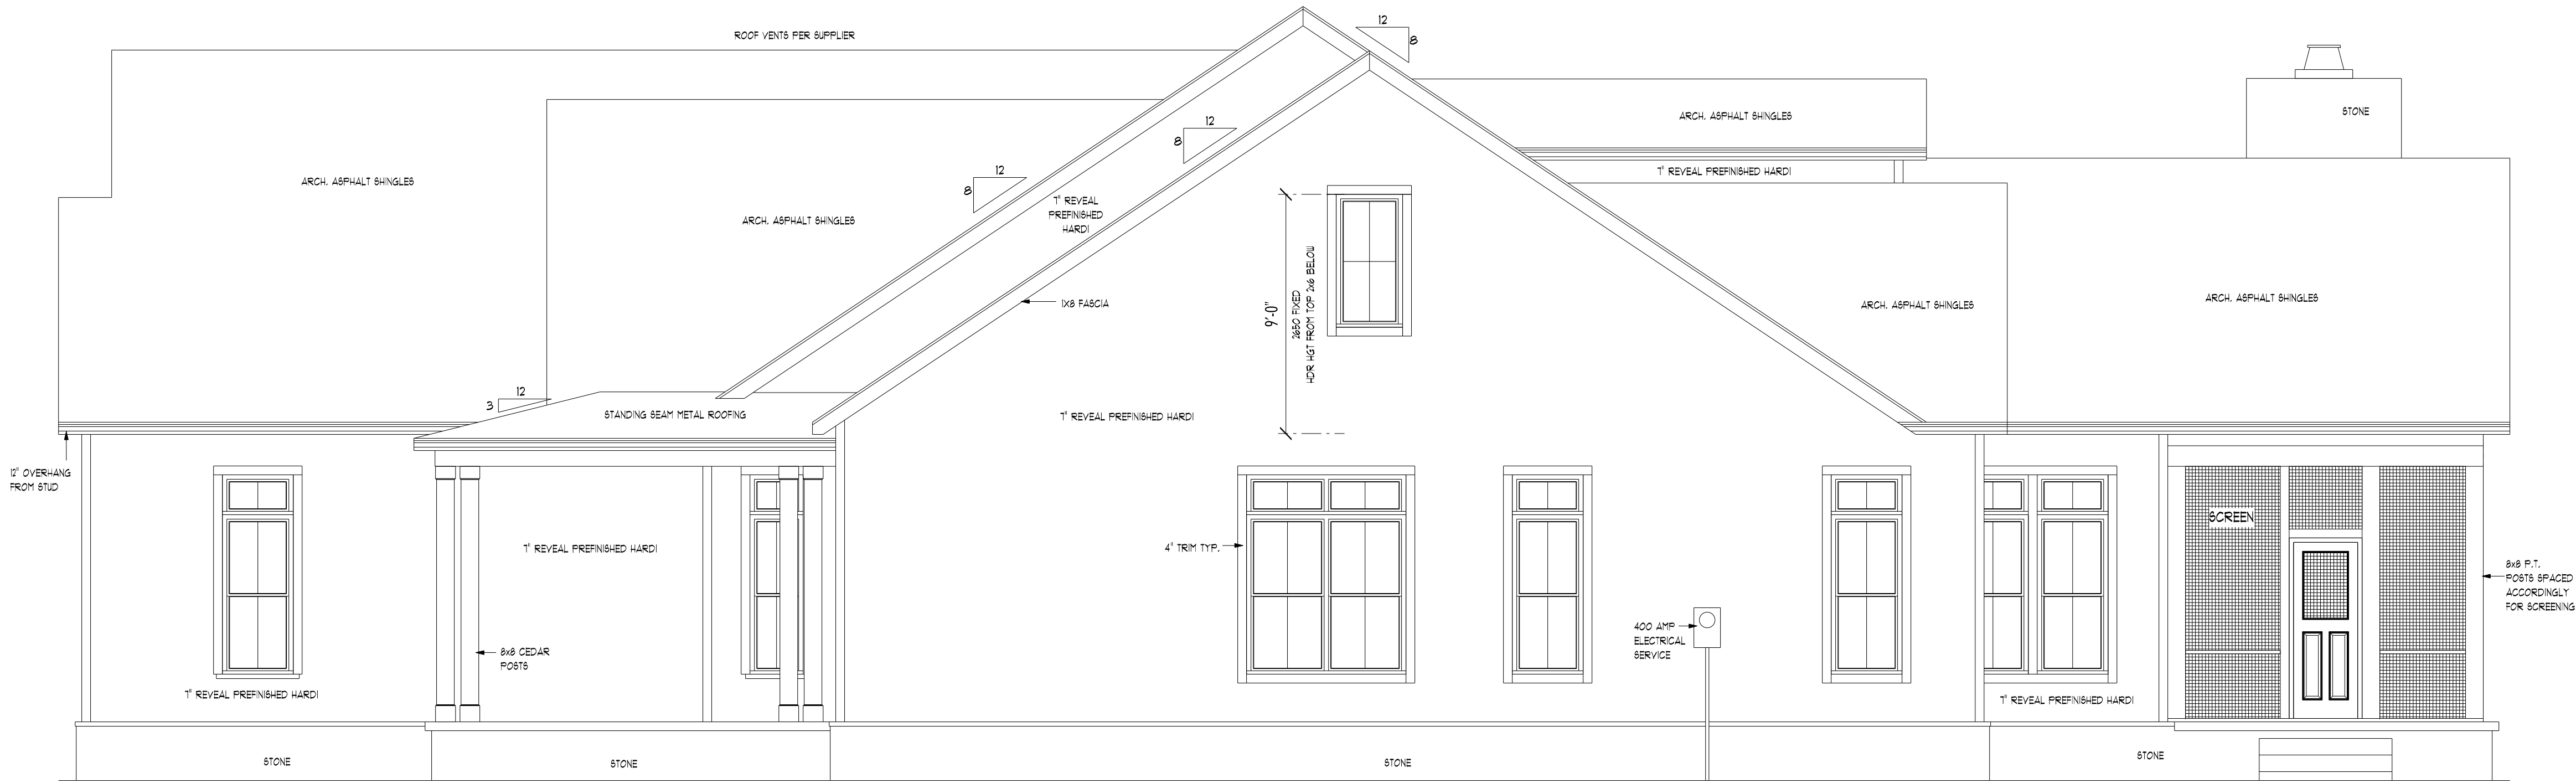 ROOF VENTS PER SUPPLIER
12
8
STONE
ARCH. ASPHALT SHINGLES
12
8
7" REVEAL PREFINISHED HARDI
12
8
ARCH. ASPHALT SHINGLES
7" REVEAL
PREFINISHED
HARDI
ARCH. ASPHALT SHINGLES
9'-0"
2650 FIXED
HDR HGT FROM TOP 2x6 BELOW
1X8 FASCIA
ARCH. ASPHALT SHINGLES
ARCH. ASPHALT SHINGLES
12
3
STANDING SEAM METAL ROOFING
7" REVEAL PREFINISHED HARDI
12" OVERHANG
FROM STUD
SCREEN
7" REVEAL PREFINISHED HARDI
4" TRIM TYP.
8x8 P.T.
POSTS SPACED
ACCORDINGLY
FOR SCREENING
400 AMP
ELECTRICAL
SERVICE
8x8 CEDAR
POSTS
7" REVEAL PREFINISHED HARDI
7" REVEAL PREFINISHED HARDI
STONE
STONE
STONE
STONE